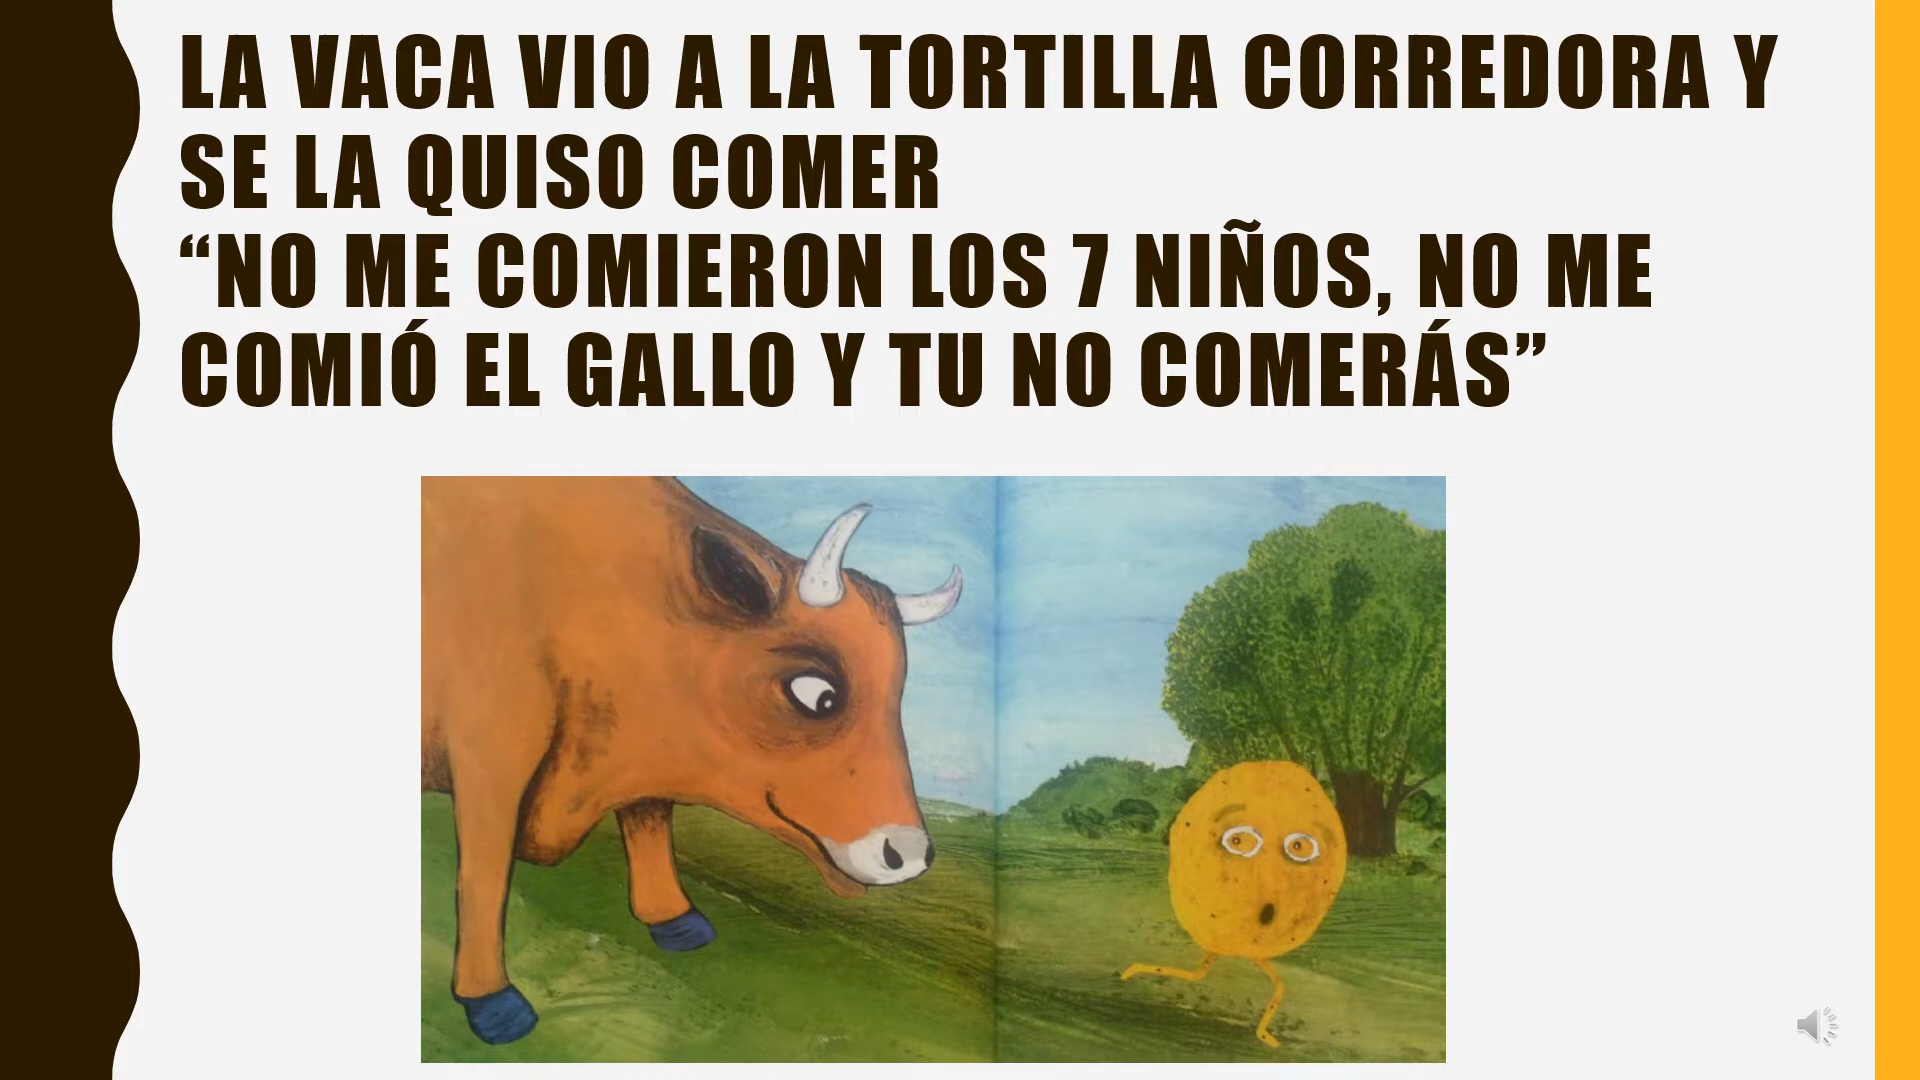 LA VACA VIO A LA TORTILLA CORREDORA Y
SE LA QUISO COMER
“NO ME COMIERON LOS 7 NIÑOS, NO ME
COMIÓ EL GALLO Y TU NO COMERÁS”